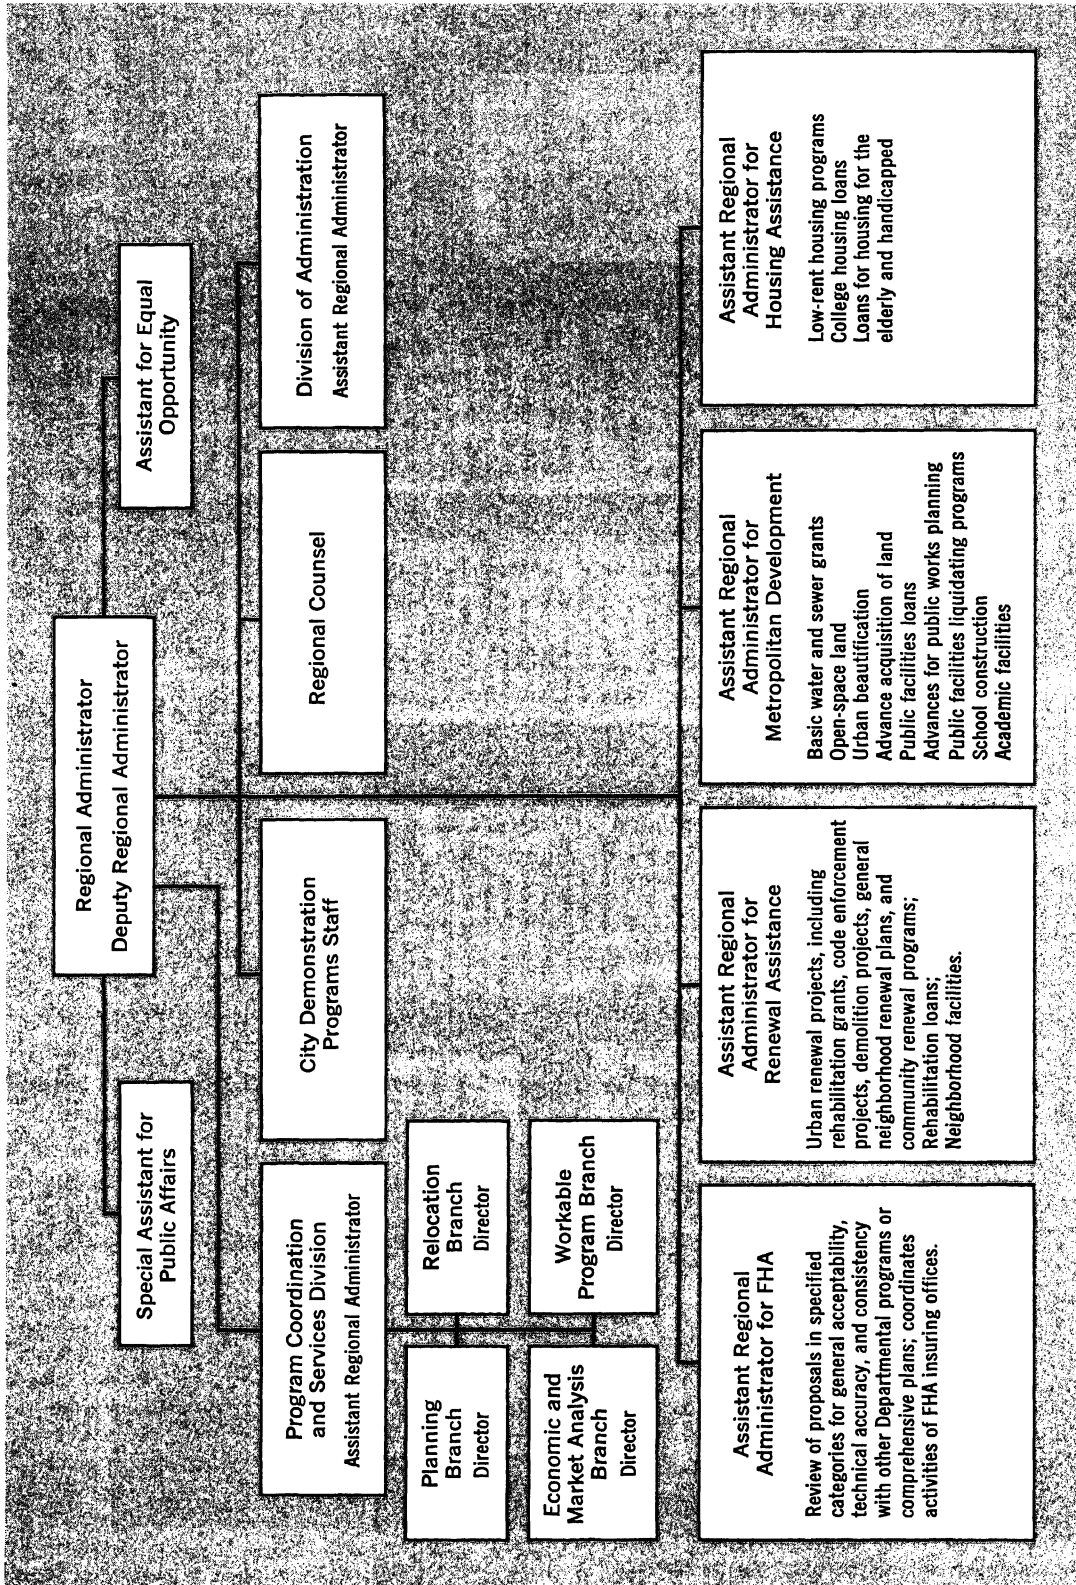 Regional Administrator
Deputy Regional Administrator
Special Assistant for
Public Affairs
Assistant for Equal
Opportunity
Program Coordination
and Services Division
Assistant Regional Administrator
City Demonstration
Programs Staff
Regional Counsel
Division of Administration
Assistant Regional Administrator
Planning
Branch
Director
Relocation
Branch
Director
Economic and
Market Analysis
Branch
Director
Workable
Program Branch
Director
Assistant Regional
Administrator for FHA
Review of proposals in specified
categories for general acceptability,
technical accuracy, and consistency
with other Departmental programs or
comprehensive plans; coordinates
activities of FHA insuring offices.
Assistant Regional
Administrator for
Renewal Assistance
Urban renewal projects, including
rehabilitation grants, code enforcement
projects, demolition projects, general
neighborhood renewal plans, and
community renewal programs;
Rehabilitation loans;
Neighborhood facilities.
Assistant Regional
Administrator for
Metropolitan Development
Basic water and sewer grants
Open-space land
Urban beautification
Advance acquisition of land
Public facilities loans
Advances for public works planning
Public facilities liquidating programs
School construction
Academic facilities
Assistant Regional
Administrator for
Housing Assistance
Low-rent housing programs
College housing loans
Loans for housing for the
elderly and handicapped